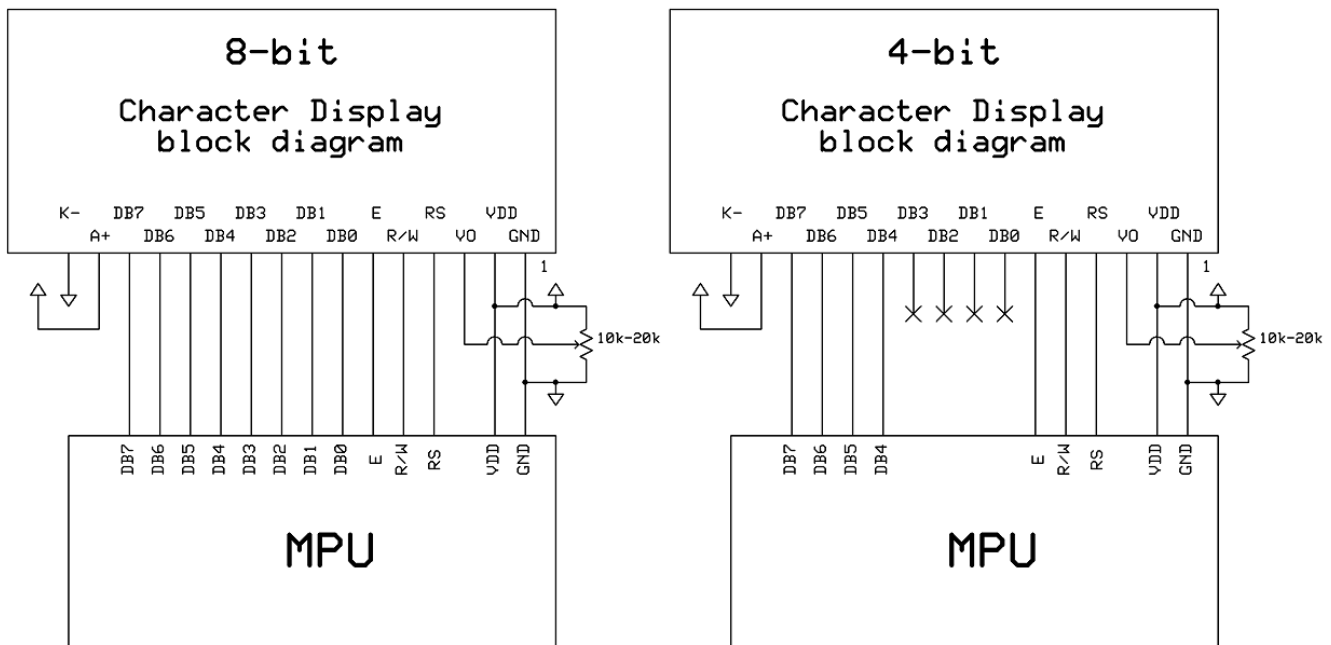 8-bit
Character Display
block diagram
K- DB7 DB5 DB3 DB1 E RS VDD
A+ DB6 DB4 DB2 DB0 R/W VO GND
1
10k-20k
DB7 DB6 DB5 DB4 DB3 DB2 DB1 DB0 E R/W RS VDD GND
MPU
4-bit
Character Display
block diagram
K- DB7 DB5 DB3 DB1 E RS VDD
A+ DB6 DB4 DB2 DB0 R/W VO GND
1
10k-20k
DB7 DB6 DB5 DB4 E R/W RS VDD GND
MPU